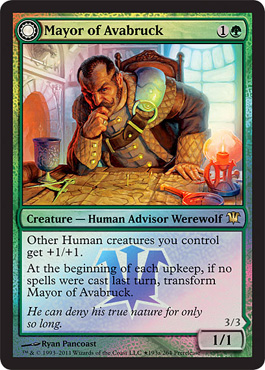 Mayor of Avabruck 1
Creature — Human Advisor Werewolf
Other Human creatures you control
get +1/+1.
At the beginning of each upkeep, if no
spells were cast last turn, transform
Mayor of Avabruck.
He can deny his true nature for only
so long.
3/3
Ryan Pancoast
1/1
™ & © 1993-2011 Wizards of the Coast LLC ★193a/264 Prerelease